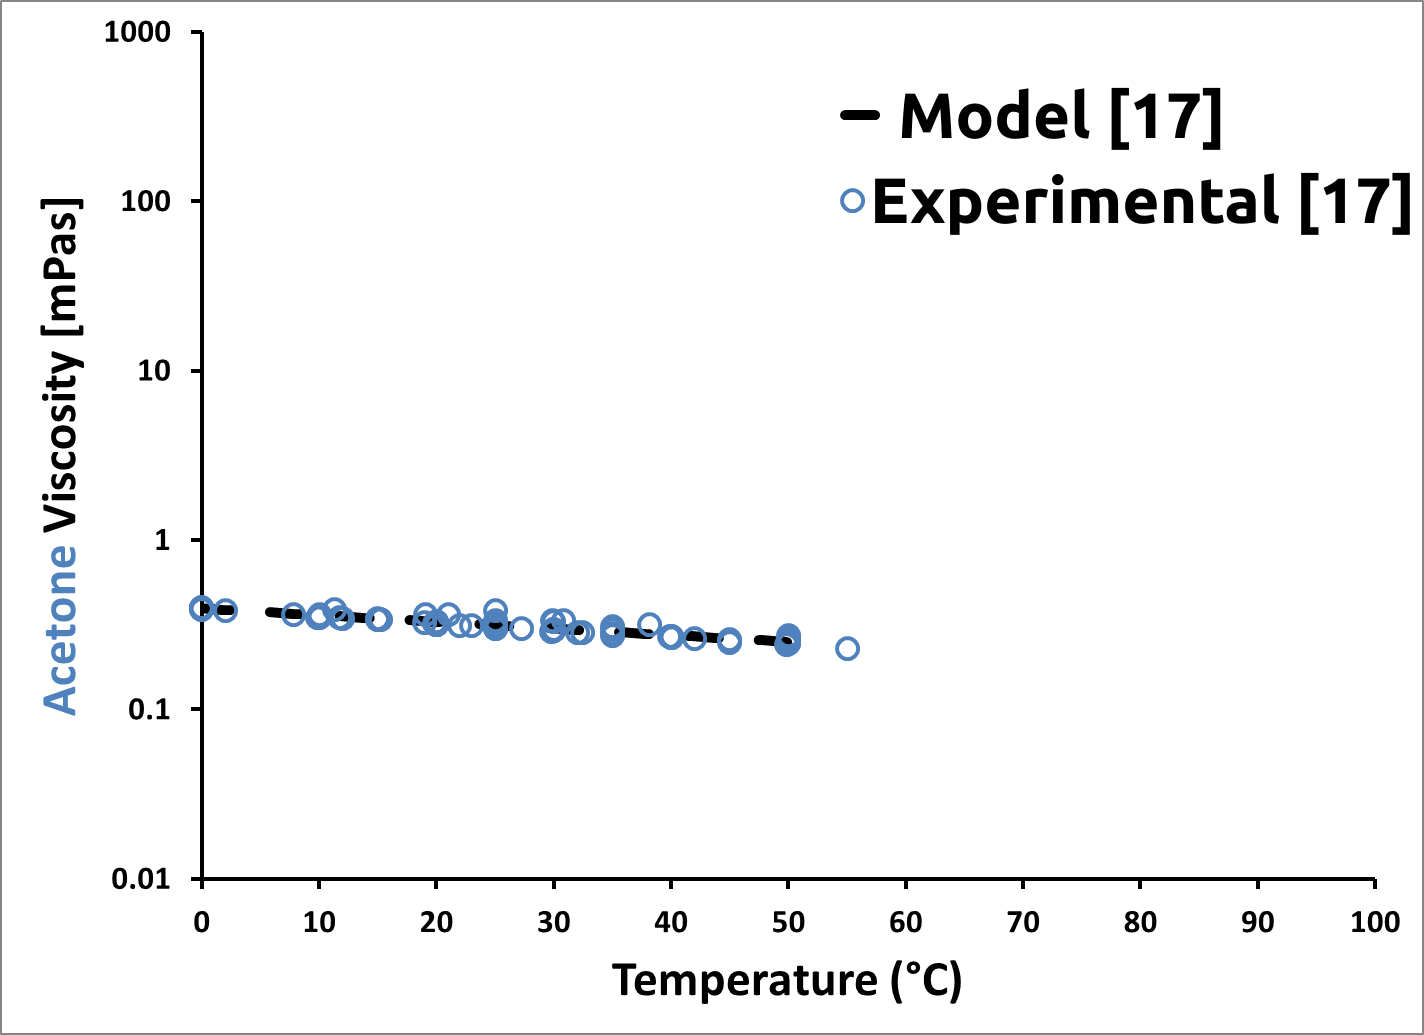 1000
100
10
1
0.1
0.01
Acetone Viscosity [mPas]
Model [17]
Experimental [17]
0 10 20 30 40 50 60 70 80 90 100
Temperature (°C)